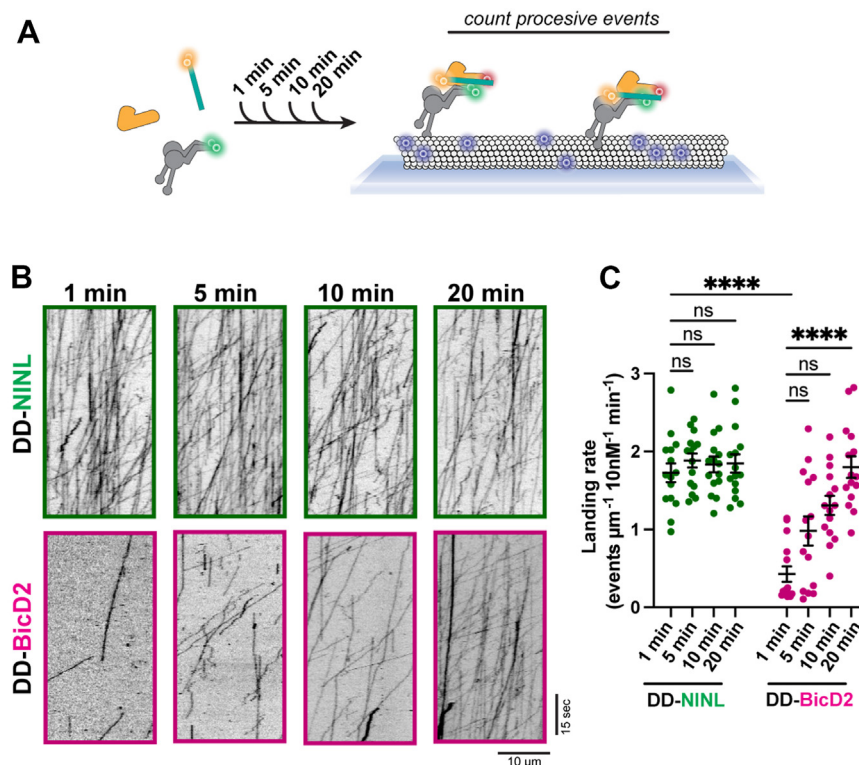 A
count procesive events
1 min
5 min
10 min
20 min
B
1 min 5 min 10 min 20 min
DD-NINL
DD-BicD2
15 sec
10 µm
C
****
ns
ns
ns
****
ns
ns
Landing rate
(events µm⁻¹ 10nM⁻¹ min⁻¹)
3
2
1
0
1 min
5 min
10 min
20 min
1 min
5 min
10 min
20 min
DD-NINL DD-BicD2